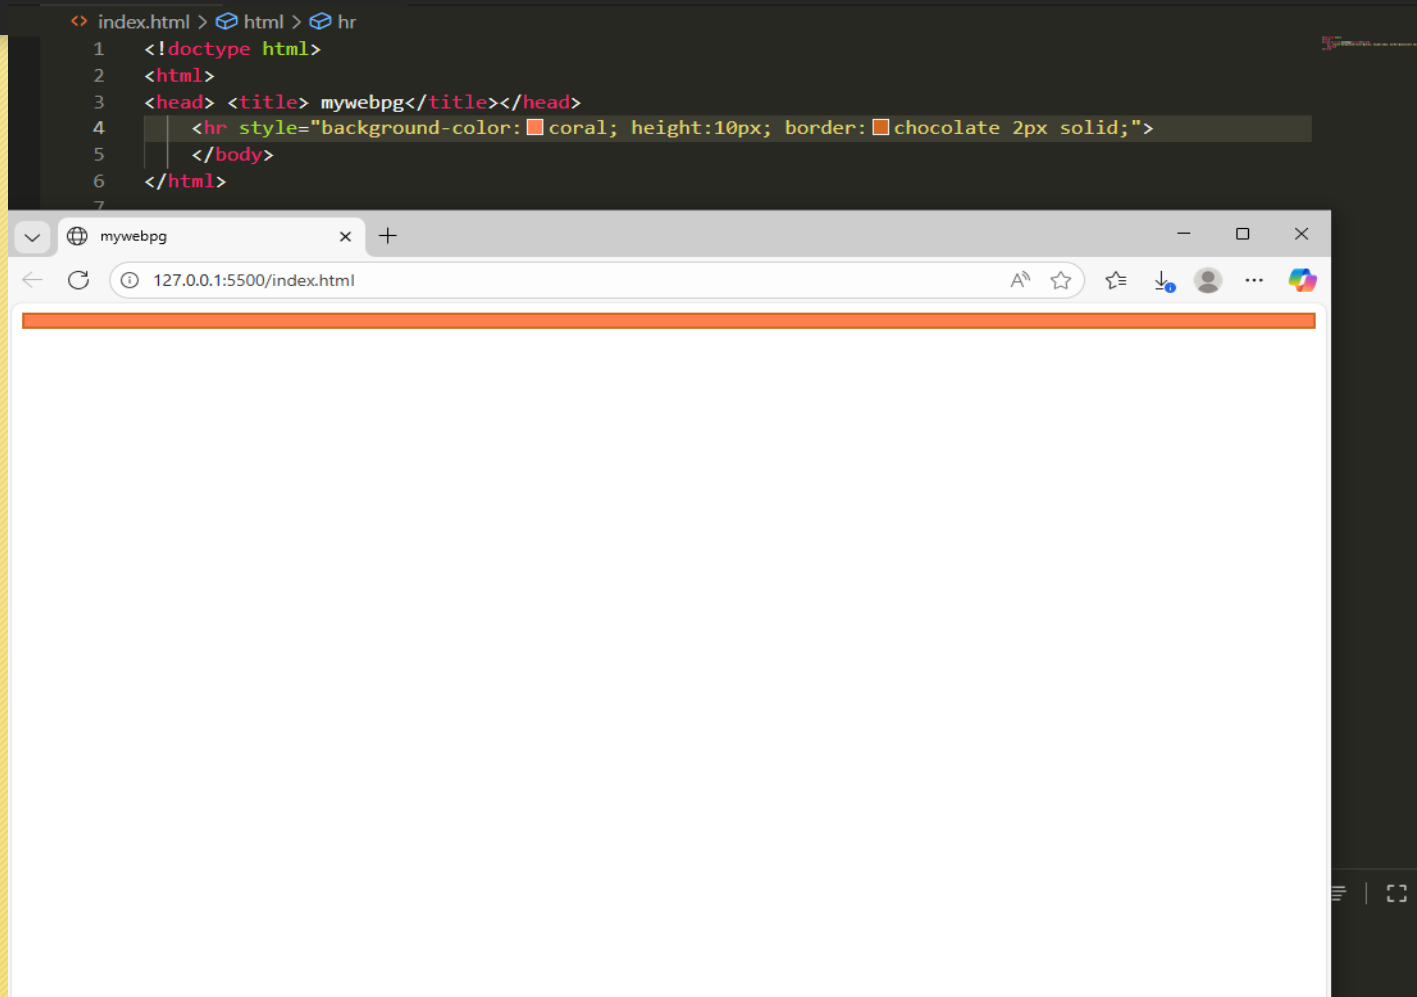 index.html > html > hr
1 <!doctype html>
2 <html>
3 <head> <title> mywebpg</title></head>
4 <hr style="background-color: coral; height:10px; border: chocolate 2px solid;">
5 </body>
6 </html>
7
mywebpg
127.0.0.1:5500/index.html